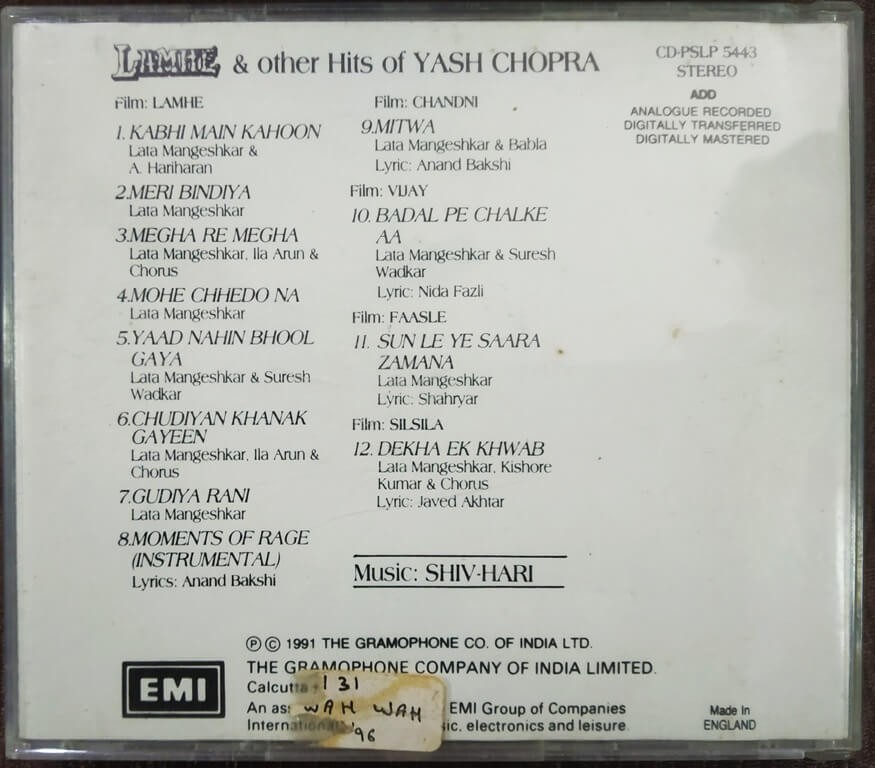 LAMHE & other Hits of YASH CHOPRA
CD-PSLP 5443
STEREO
ADD
ANALOGUE RECORDED
DIGITALLY TRANSFERRED
DIGITALLY MASTERED
Film: LAMHE
1. KABHI MAIN KAHOON
Lata Mangeshkar &
A. Hariharan
2.MERI BINDIYA
Lata Mangeshkar
3.MEGHA RE MEGHA
Lata Mangeshkar, Ila Arun &
Chorus
4.MOHE CHHEDO NA
Lata Mangeshkar
5.YAAD NAHIN BHOOL
GAYA
Lata Mangeshkar & Suresh
Wadkar
6.CHUDIYAN KHANAK
GAYEEN
Lata Mangeshkar, Ila Arun &
Chorus
7.GUDIYA RANI
Lata Mangeshkar
8.MOMENTS OF RAGE
(INSTRUMENTAL)
Lyrics: Anand Bakshi
Film: CHANDNI
9.MITWA
Lata Mangeshkar & Babla
Lyric: Anand Bakshi
Film: VIJAY
10. BADAL PE CHALKE
AA
Lata Mangeshkar & Suresh
Wadkar
Lyric: Nida Fazli
Film: FAASLE
11. SUN LE YE SAARA
ZAMANA
Lata Mangeshkar
Lyric: Shahryar
Film: SILSILA
12. DEKHA EK KHWAB
Lata Mangeshkar, Kishore
Kumar & Chorus
Lyric: Javed Akhtar
Music: SHIV-HARI
EMI
℗ © 1991 THE GRAMOPHONE CO. OF INDIA LTD.
THE GRAMOPHONE COMPANY OF INDIA LIMITED.
Calcutta
An EMI Group of Companies
International electronics and leisure
131
WAH WAH
'96
Made In
ENGLAND